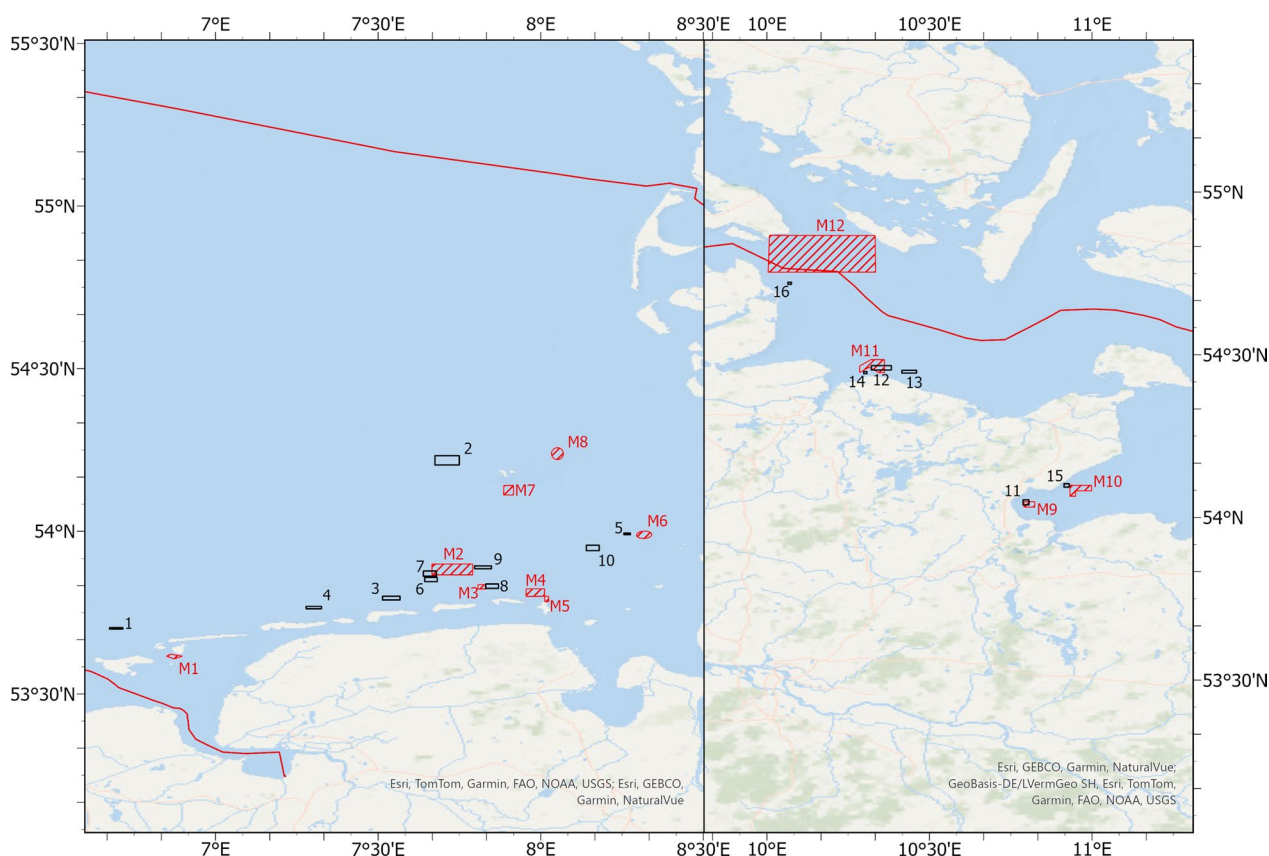 7°E 7°30'E 8°E 8°30'E 10°E 10°30'E 11°E
55°30'N
55°N 55°N
M12
16
54°30'N 54°30'N
M11
14 12 13
2 M8
M7
15 M10
11 M9
54°N 54°N
5 M6
10
7 M2 9
6 M3 8 M4
M5
4 3
1
M1
53°30'N 53°30'N
Esri, TomTom, Garmin, FAO, NOAA, USGS; Esri, GEBCO,
Garmin, NaturalVue
Esri, GEBCO, Garmin, NaturalVue;
GeoBasis-DE/LVermGeo SH, Esri, TomTom,
Garmin, FAO, NOAA, USGS
7°E 7°30'E 8°E 8°30'E 10°E 10°30'E 11°E